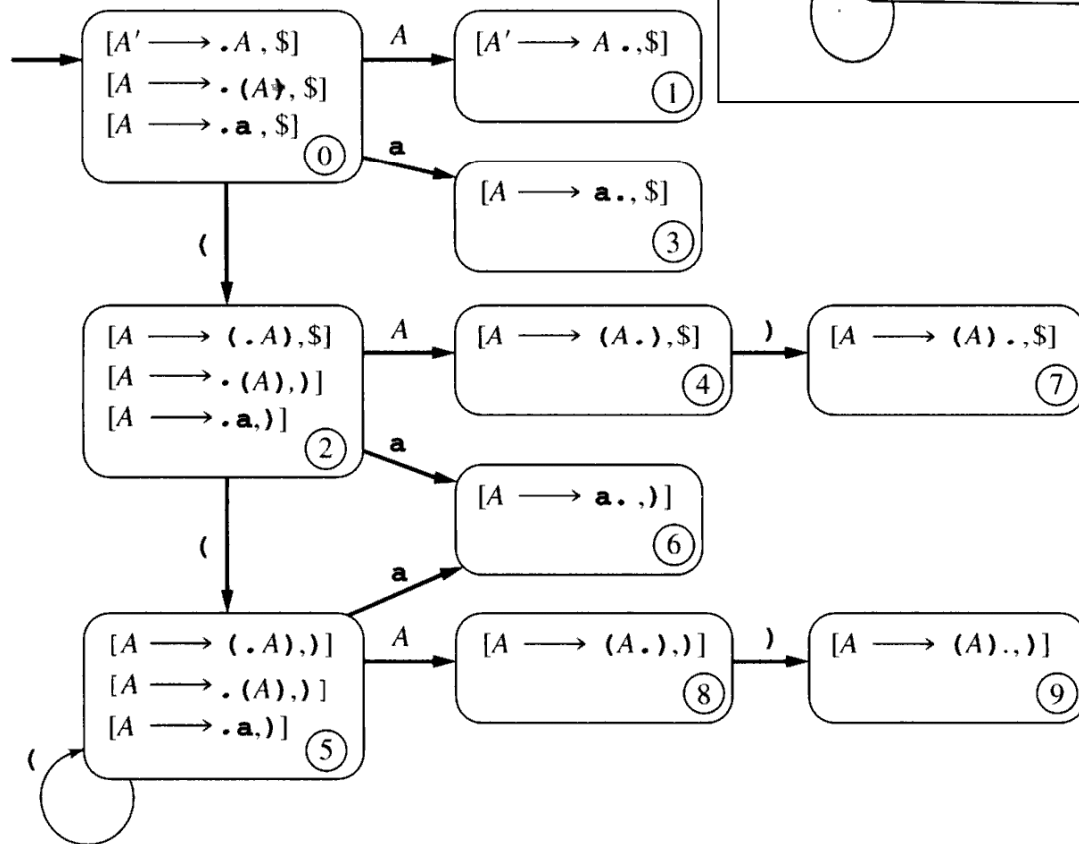 [A' ⟶ .A , $]
A
[A' ⟶ A .,$]
[A ⟶ .(A), $]
[A ⟶ .a , $]
0
1
a
[A ⟶ a., $]
3
(
[A ⟶ (.A),$]
A
[A ⟶ (A.),$]
)
[A ⟶ (A).,$]
[A ⟶ .(A),)]
[A ⟶ .a,)]
2
4
7
a
[A ⟶ a. ,)]
6
(
a
[A ⟶ (.A),)]
A
[A ⟶ (A.),)]
)
[A ⟶ (A).,)]
[A ⟶ .(A),)]
[A ⟶ .a,)]
5
8
9
(